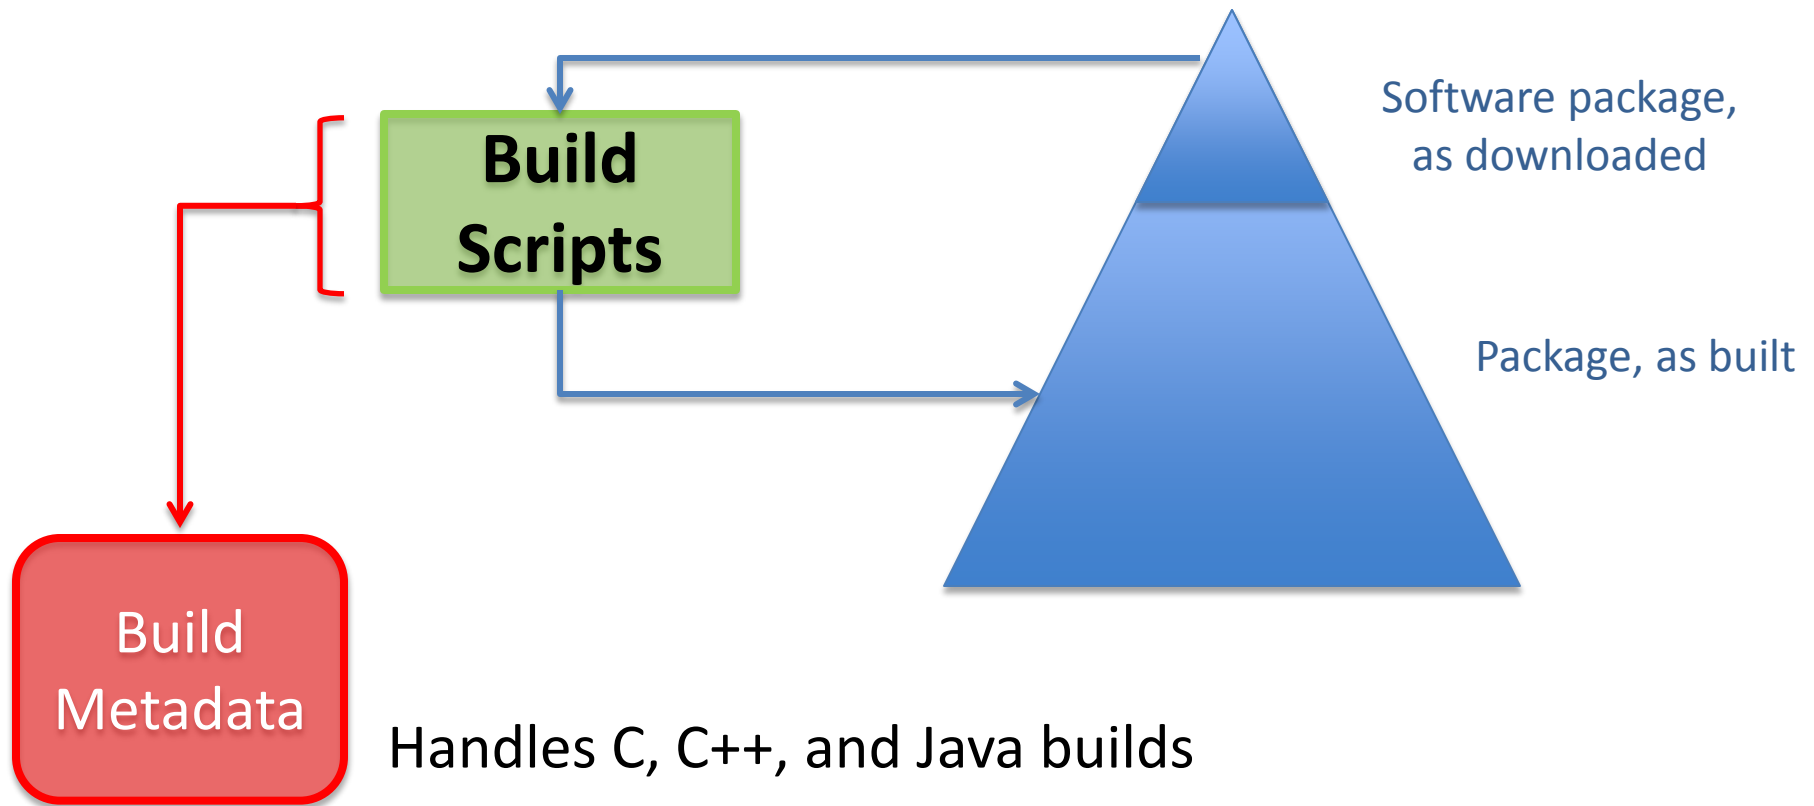 Build
Scripts
Software package,
as downloaded
Package, as built
Build
Metadata
Handles C, C++, and Java builds